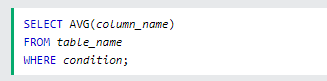 SELECT AVG(column_name)
FROM table_name
WHERE condition;